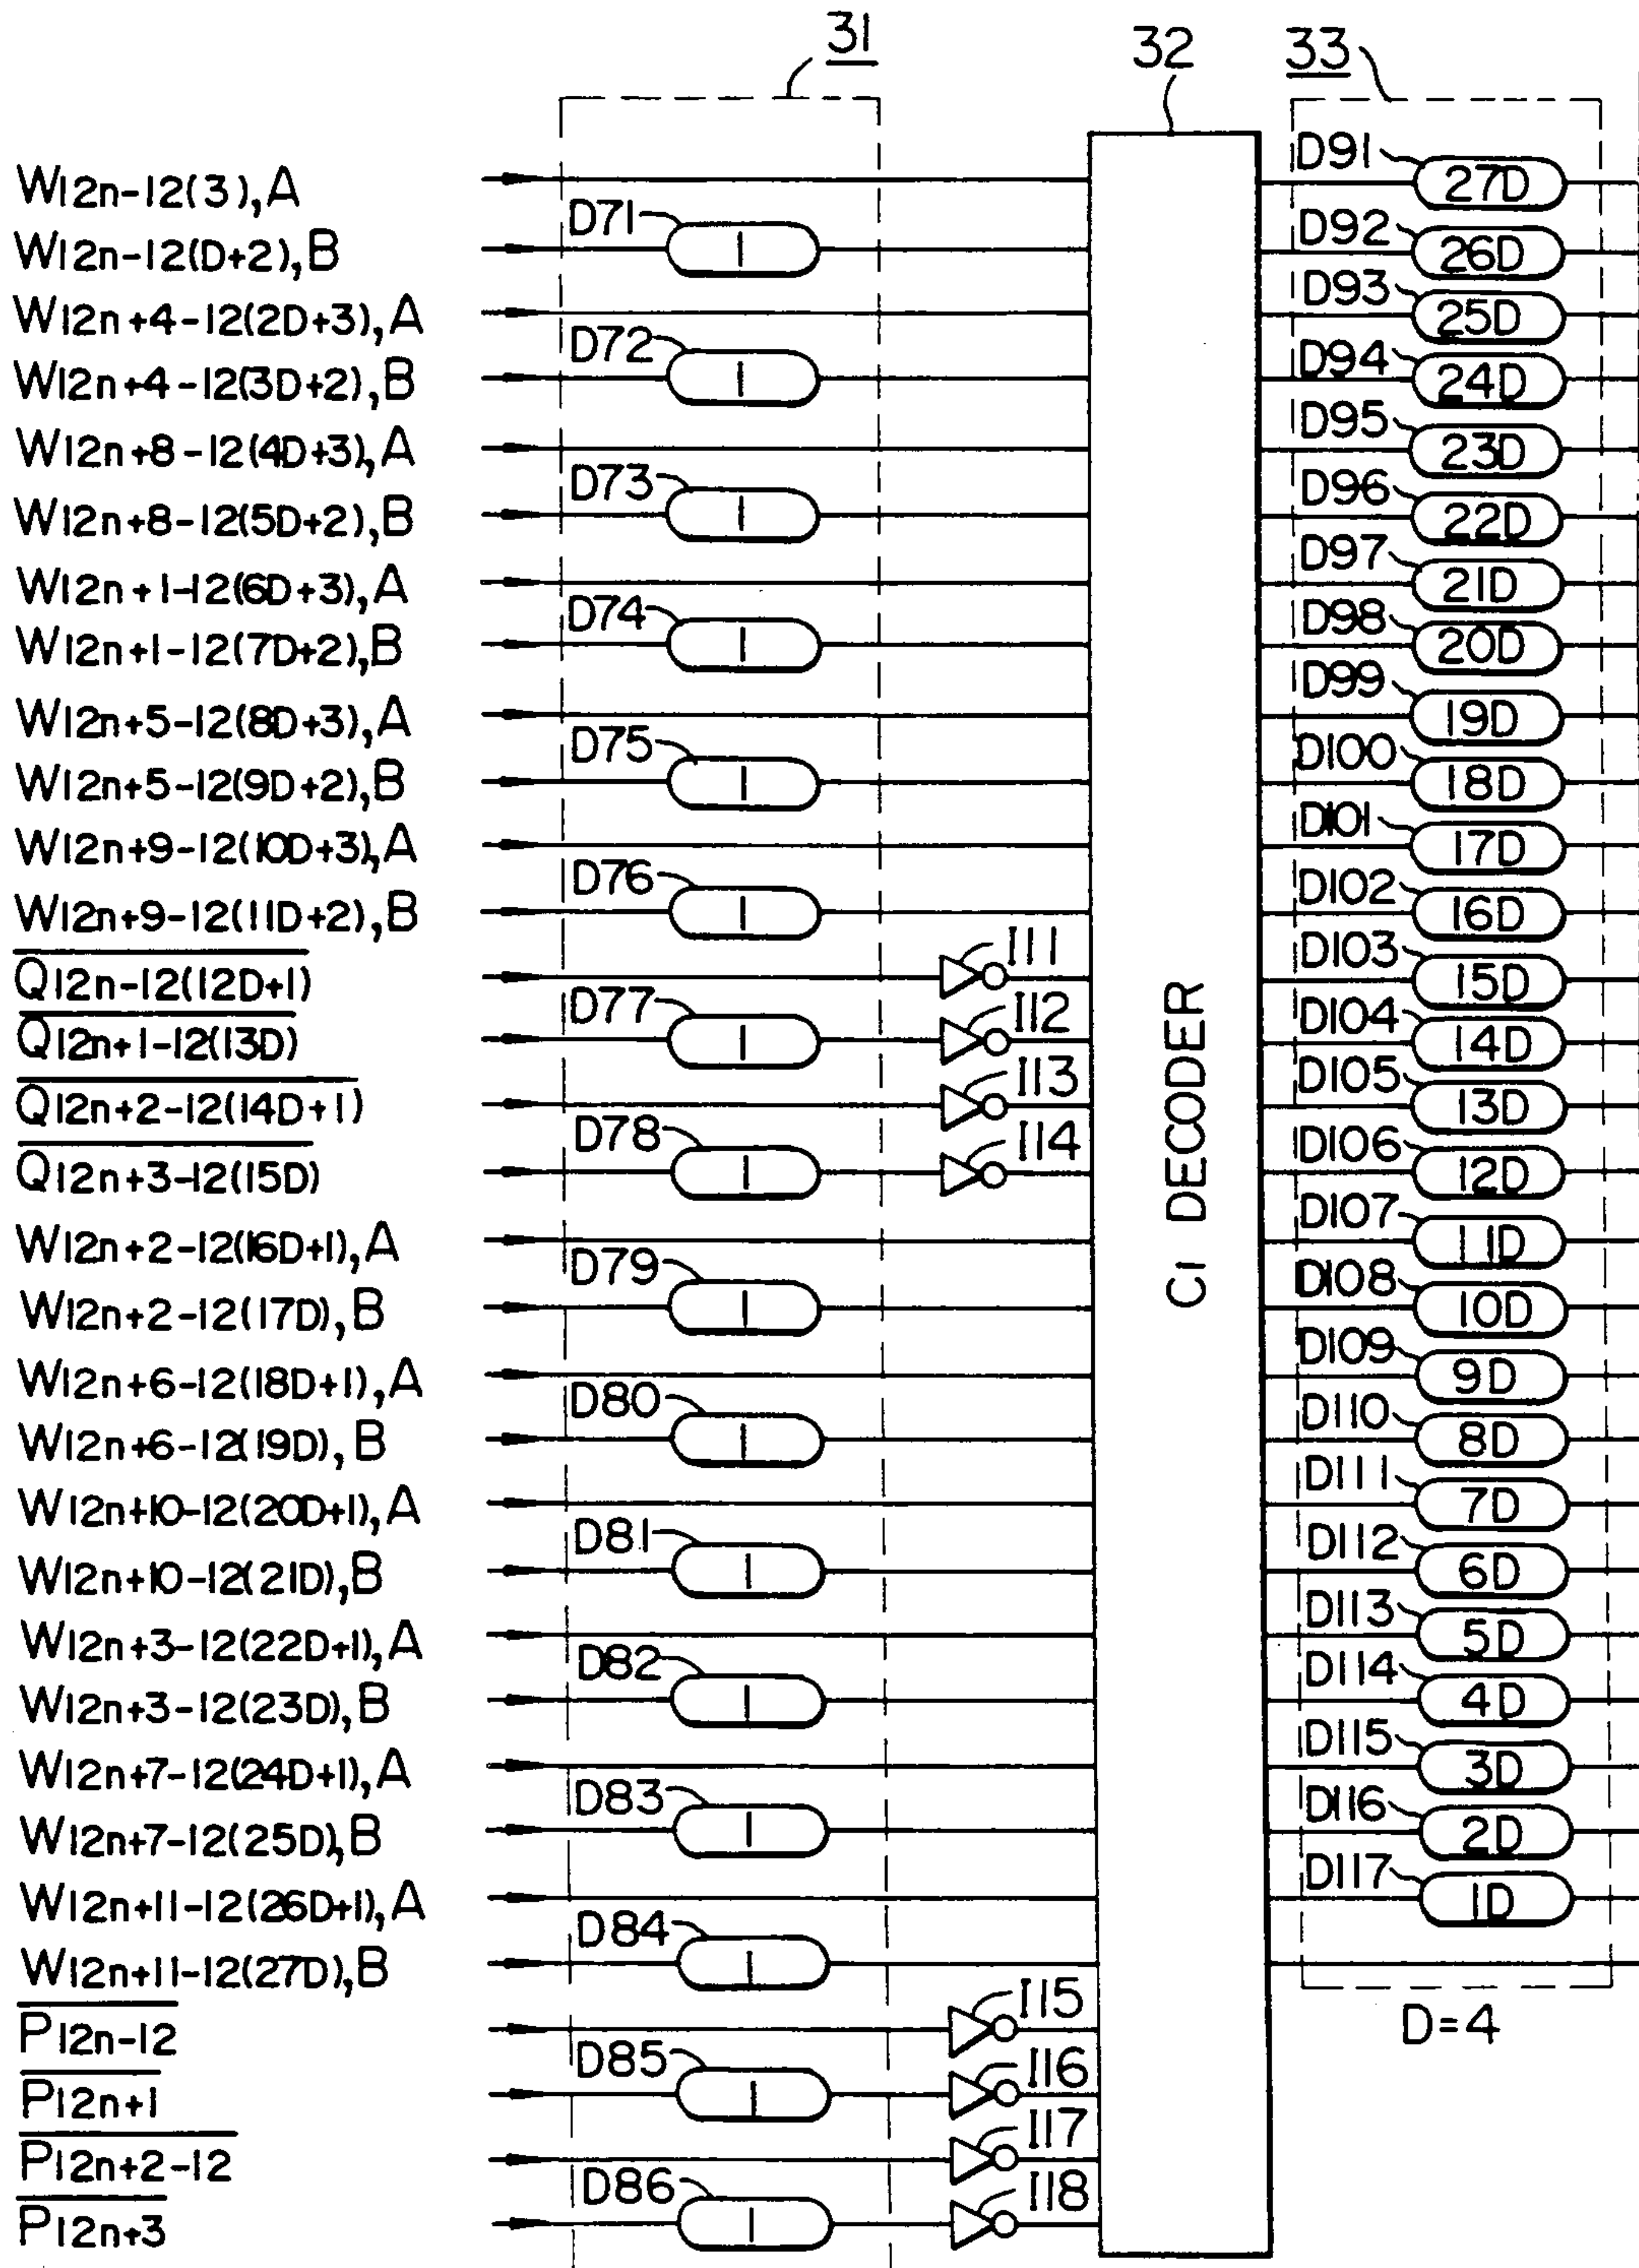 31 32 33
W12n-12(3),A D91 27D
W12n-12(D+2),B D71 1 D92 26D
W12n+4-12(2D+3),A D93 25D
W12n+4-12(3D+2),B D72 1 D94 24D
W12n+8-12(4D+3),A D95 23D
W12n+8-12(5D+2),B D73 1 D96 22D
W12n+1-12(6D+3),A D97 21D
W12n+1-12(7D+2),B D74 1 D98 20D
W12n+5-12(8D+3),A D99 19D
W12n+5-12(9D+2),B D75 1 D100 18D
W12n+9-12(10D+3),A D101 17D
W12n+9-12(11D+2),B D76 1 D102 16D
Q12n-12(12D+1) I11 D103 15D
Q12n+1-12(13D) D77 1 I12 D104 14D
Q12n+2-12(14D+1) I13 D105 13D
Q12n+3-12(15D) D78 1 I14 D106 12D
C1 DECODER
W12n+2-12(16D+1),A D107 11D
W12n+2-12(17D),B D79 1 D108 10D
W12n+6-12(18D+1),A D109 9D
W12n+6-12(19D),B D80 1 D110 8D
W12n+10-12(20D+1),A D111 7D
W12n+10-12(21D),B D81 1 D112 6D
W12n+3-12(22D+1),A D113 5D
W12n+3-12(23D),B D82 1 D114 4D
W12n+7-12(24D+1),A D115 3D
W12n+7-12(25D),B D83 1 D116 2D
W12n+11-12(26D+1),A D117 1D
W12n+11-12(27D),B D84 1
P12n-12 I15 D=4
P12n+1 D85 1 I16
P12n+2-12 I17
P12n+3 D86 1 I18